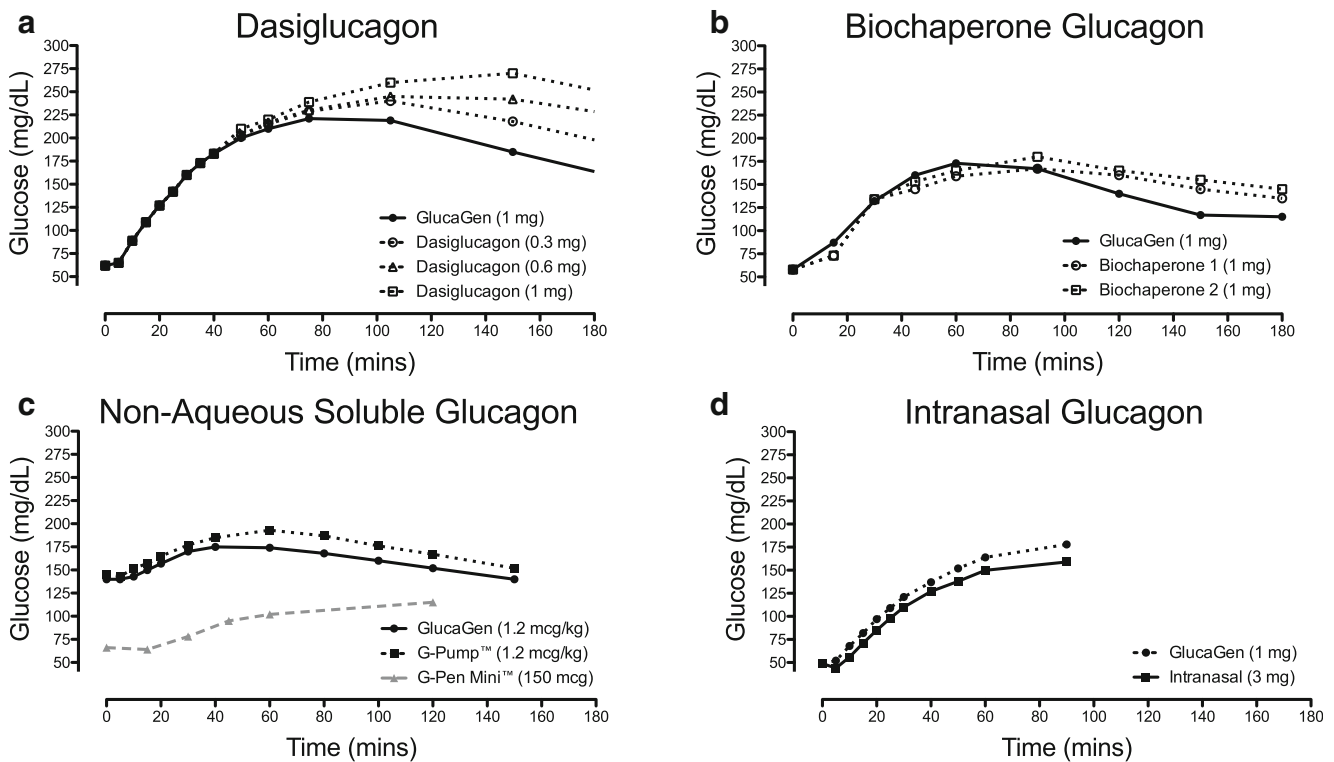 a
Dasiglucagon
Glucose (mg/dL)
300
275
250
225
200
175
150
125
100
75
50
GlucaGen (1 mg)
Dasiglucagon (0.3 mg)
Dasiglucagon (0.6 mg)
Dasiglucagon (1 mg)
0 20 40 60 80 100 120 140 160 180
Time (mins)
b
Biochaperone Glucagon
Glucose (mg/dL)
300
275
250
225
200
175
150
125
100
75
50
GlucaGen (1 mg)
Biochaperone 1 (1 mg)
Biochaperone 2 (1 mg)
0 20 40 60 80 100 120 140 160 180
Time (mins)
c
Non-Aqueous Soluble Glucagon
Glucose (mg/dL)
300
275
250
225
200
175
150
125
100
75
50
GlucaGen (1.2 mcg/kg)
G-Pump™ (1.2 mcg/kg)
G-Pen Mini™ (150 mcg)
0 20 40 60 80 100 120 140 160 180
Time (mins)
d
Intranasal Glucagon
Glucose (mg/dL)
300
275
250
225
200
175
150
125
100
75
50
GlucaGen (1 mg)
Intranasal (3 mg)
0 20 40 60 80 100 120 140 160 180
Time (mins)